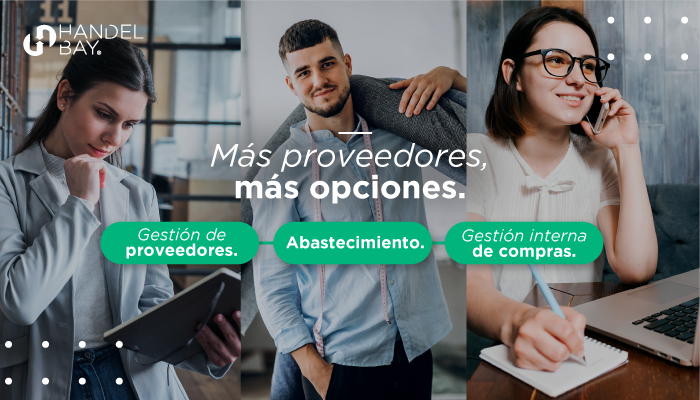 HANDEL
BAY®
Más proveedores,
más opciones.
Gestión de
proveedores.
Abastecimiento.
Gestión interna
de compras.